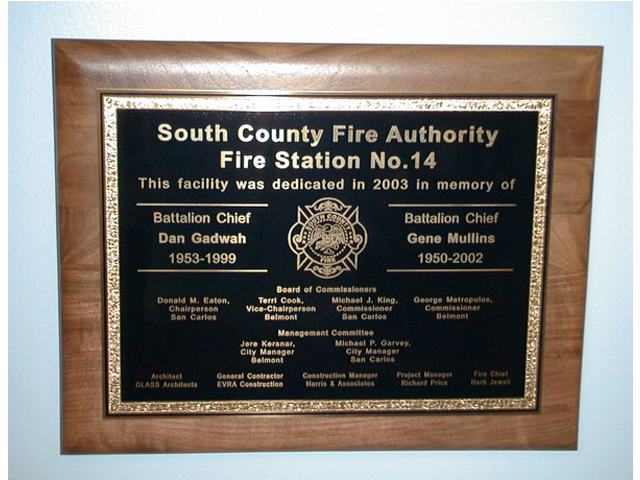 South County Fire Authority
Fire Station No.14
This facility was dedicated in 2003 in memory of
Battalion Chief
Dan Gadwah
1953-1999
SOUTH COUNTY
FIRE
Battalion Chief
Gene Mullins
1950-2002
Board of Commissioners
Donald M. Eaton,
Chairperson
San Carlos
Terri Cook,
Vice-Chairperson
Belmont
Michael J. King,
Commissioner
San Carlos
George Metropulos,
Commissioner
Belmont
Management Committee
Jere Kersnar,
City Manager
Belmont
Michael P. Garvey,
City Manager
San Carlos
Architect
GLASS Architects
General Contractor
EVRA Construction
Construction Manager
Harris & Associates
Project Manager
Richard Price
Fire Chief
Herb Jewell